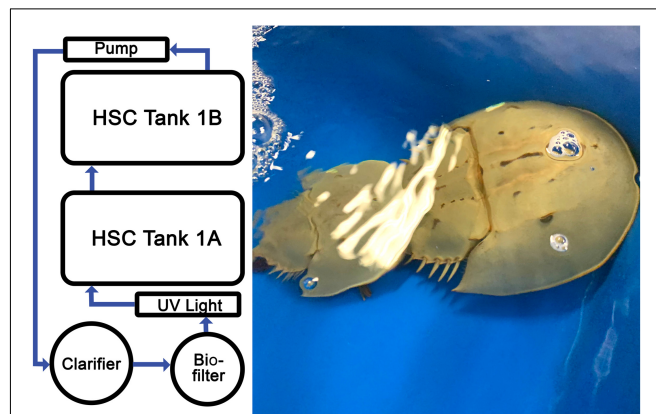 Pump
HSC Tank 1B
HSC Tank 1A
UV Light
Clarifier
Bio-
filter